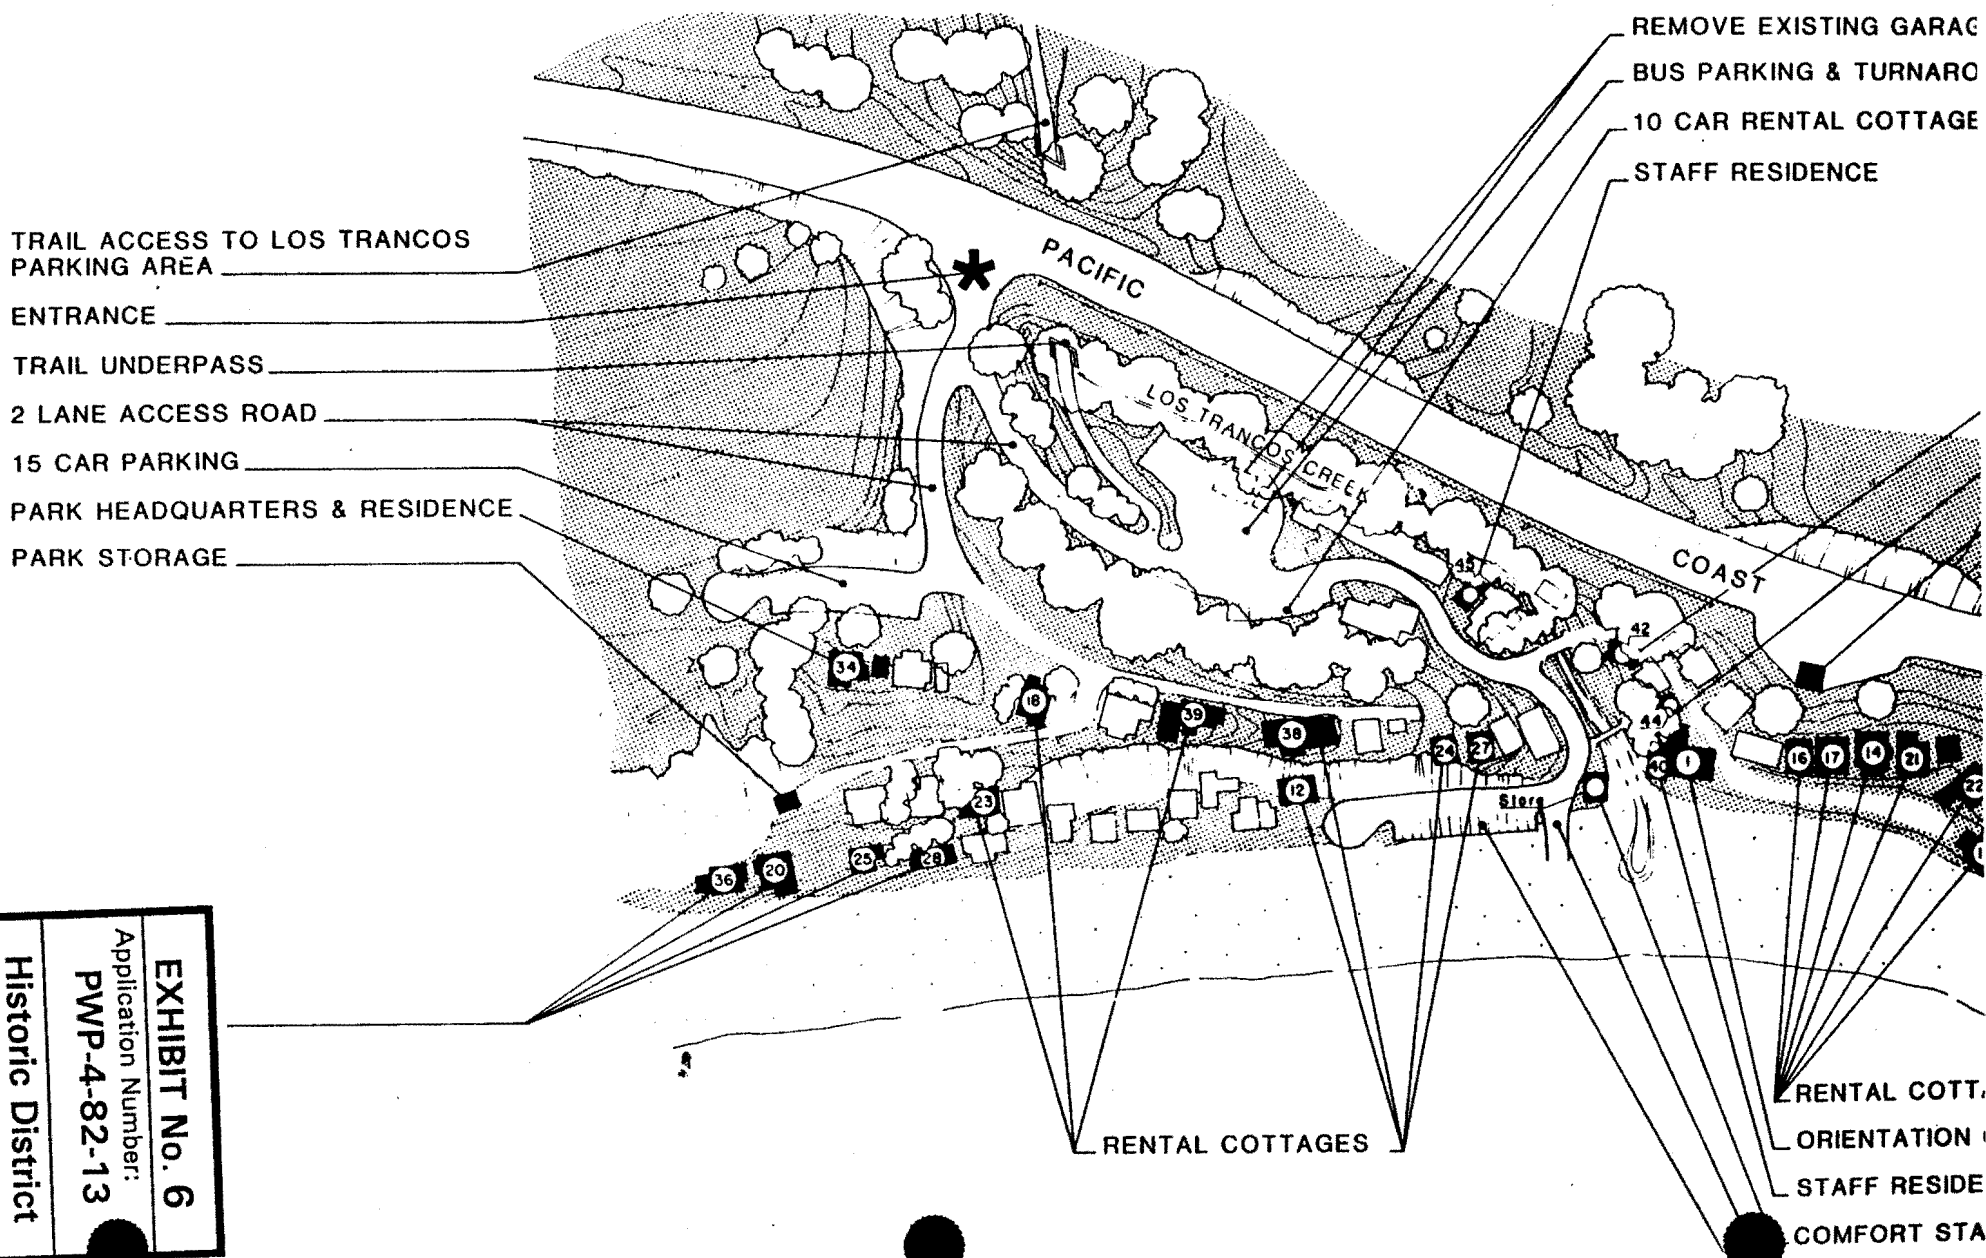 REMOVE EXISTING GARAG
BUS PARKING & TURNARO
10 CAR RENTAL COTTAGE
STAFF RESIDENCE
TRAIL ACCESS TO LOS TRANCOS
PARKING AREA
ENTRANCE
TRAIL UNDERPASS
2 LANE ACCESS ROAD
15 CAR PARKING
PARK HEADQUARTERS & RESIDENCE
PARK STORAGE
PACIFIC
COAST
LOS TRANCOS CREEK
45
42
44
34
18
39
38
24
27
40
1
16
17
14
21
22
12
23
Store
36
20
25
28
RENTAL COTTAGES
RENTAL COTTA
ORIENTATION
STAFF RESIDE
COMFORT STA
EXHIBIT No. 6
Application Number:
PWP-4-82-13
Historic District